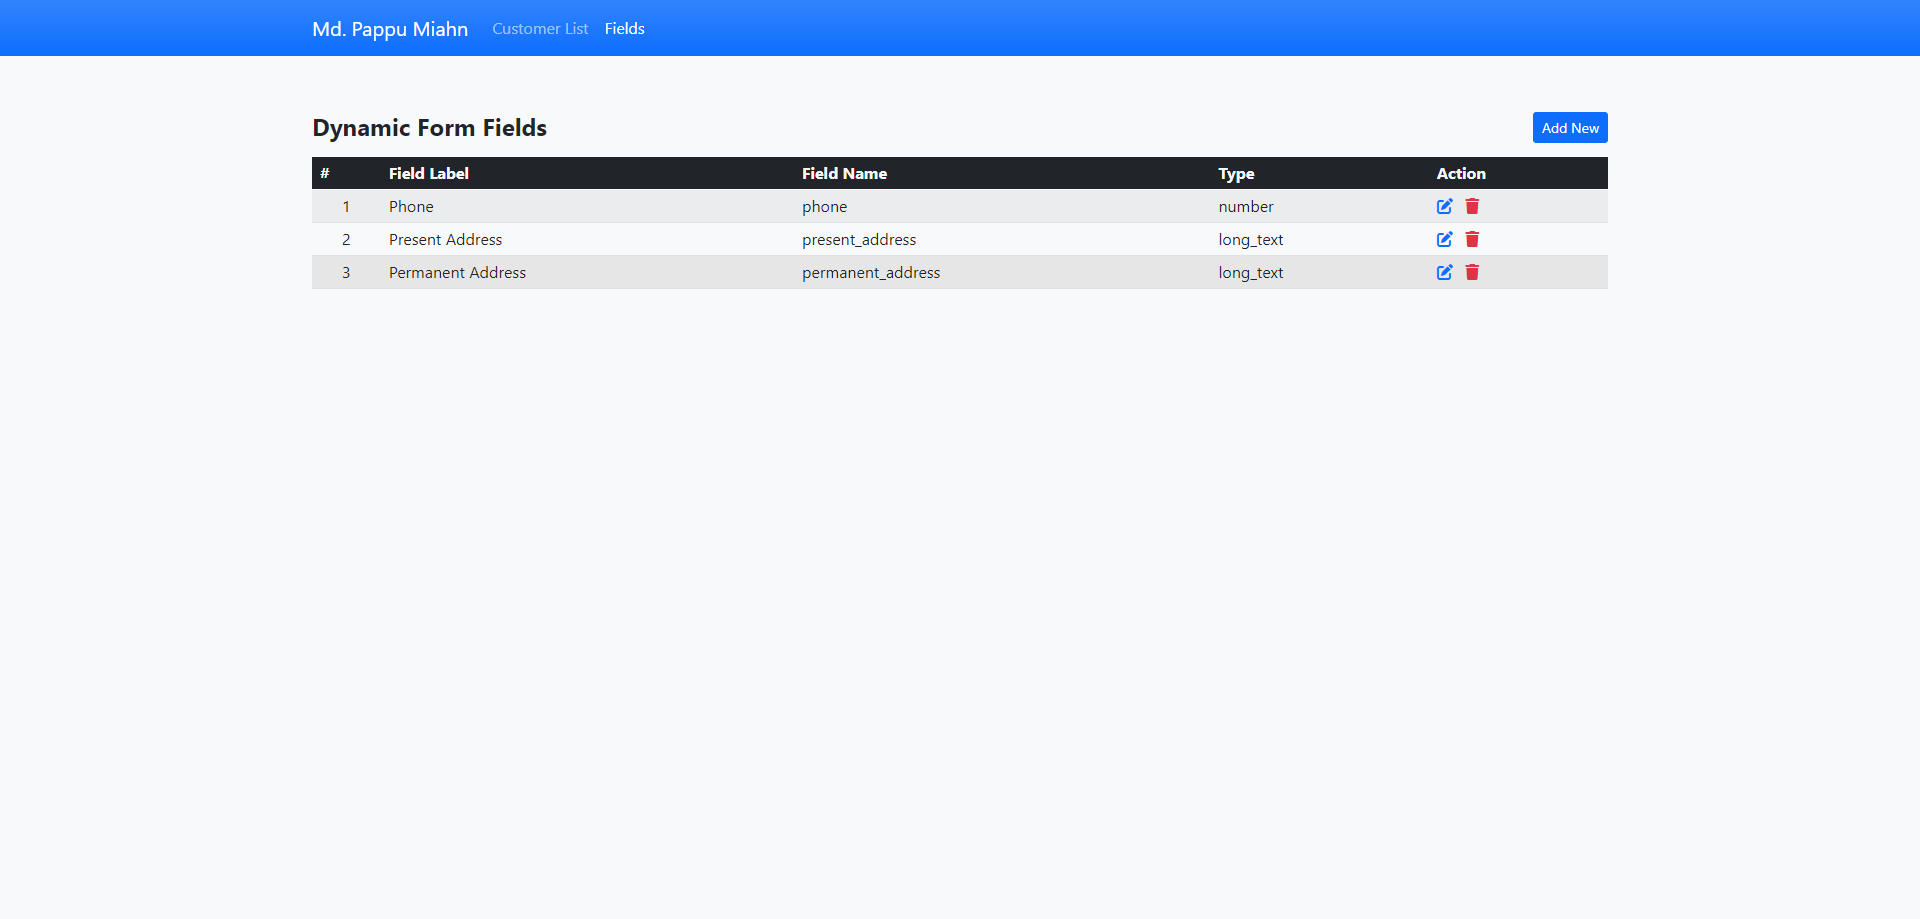 Md. Pappu Miahn Customer List Fields
Dynamic Form Fields Add New
# Field Label Field Name Type Action
1 Phone phone number
2 Present Address present_address long_text
3 Permanent Address permanent_address long_text